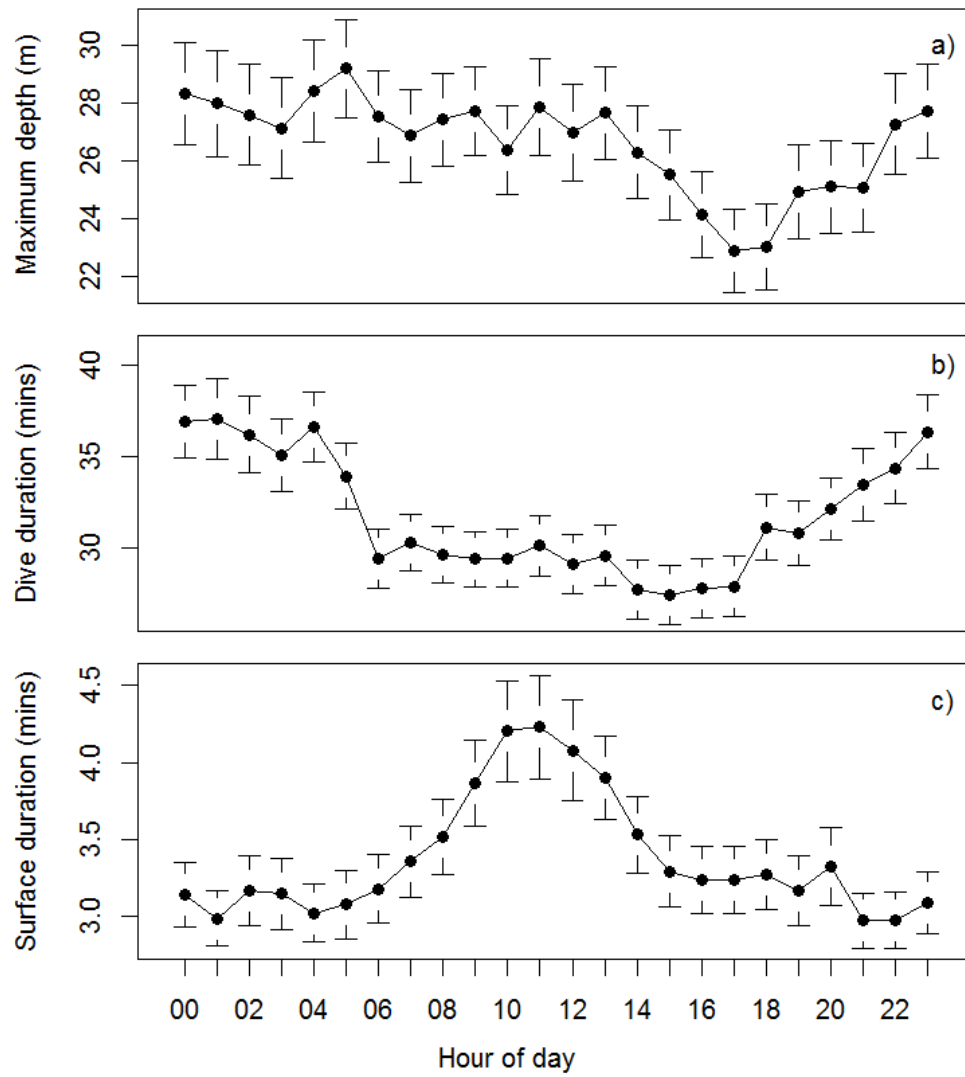 a)
Maximum depth (m)
30
28
26
24
22
b)
Dive duration (mins)
40
35
30
c)
Surface duration (mins)
4.5
4.0
3.5
3.0
00 02 04 06 08 10 12 14 16 18 20 22
Hour of day